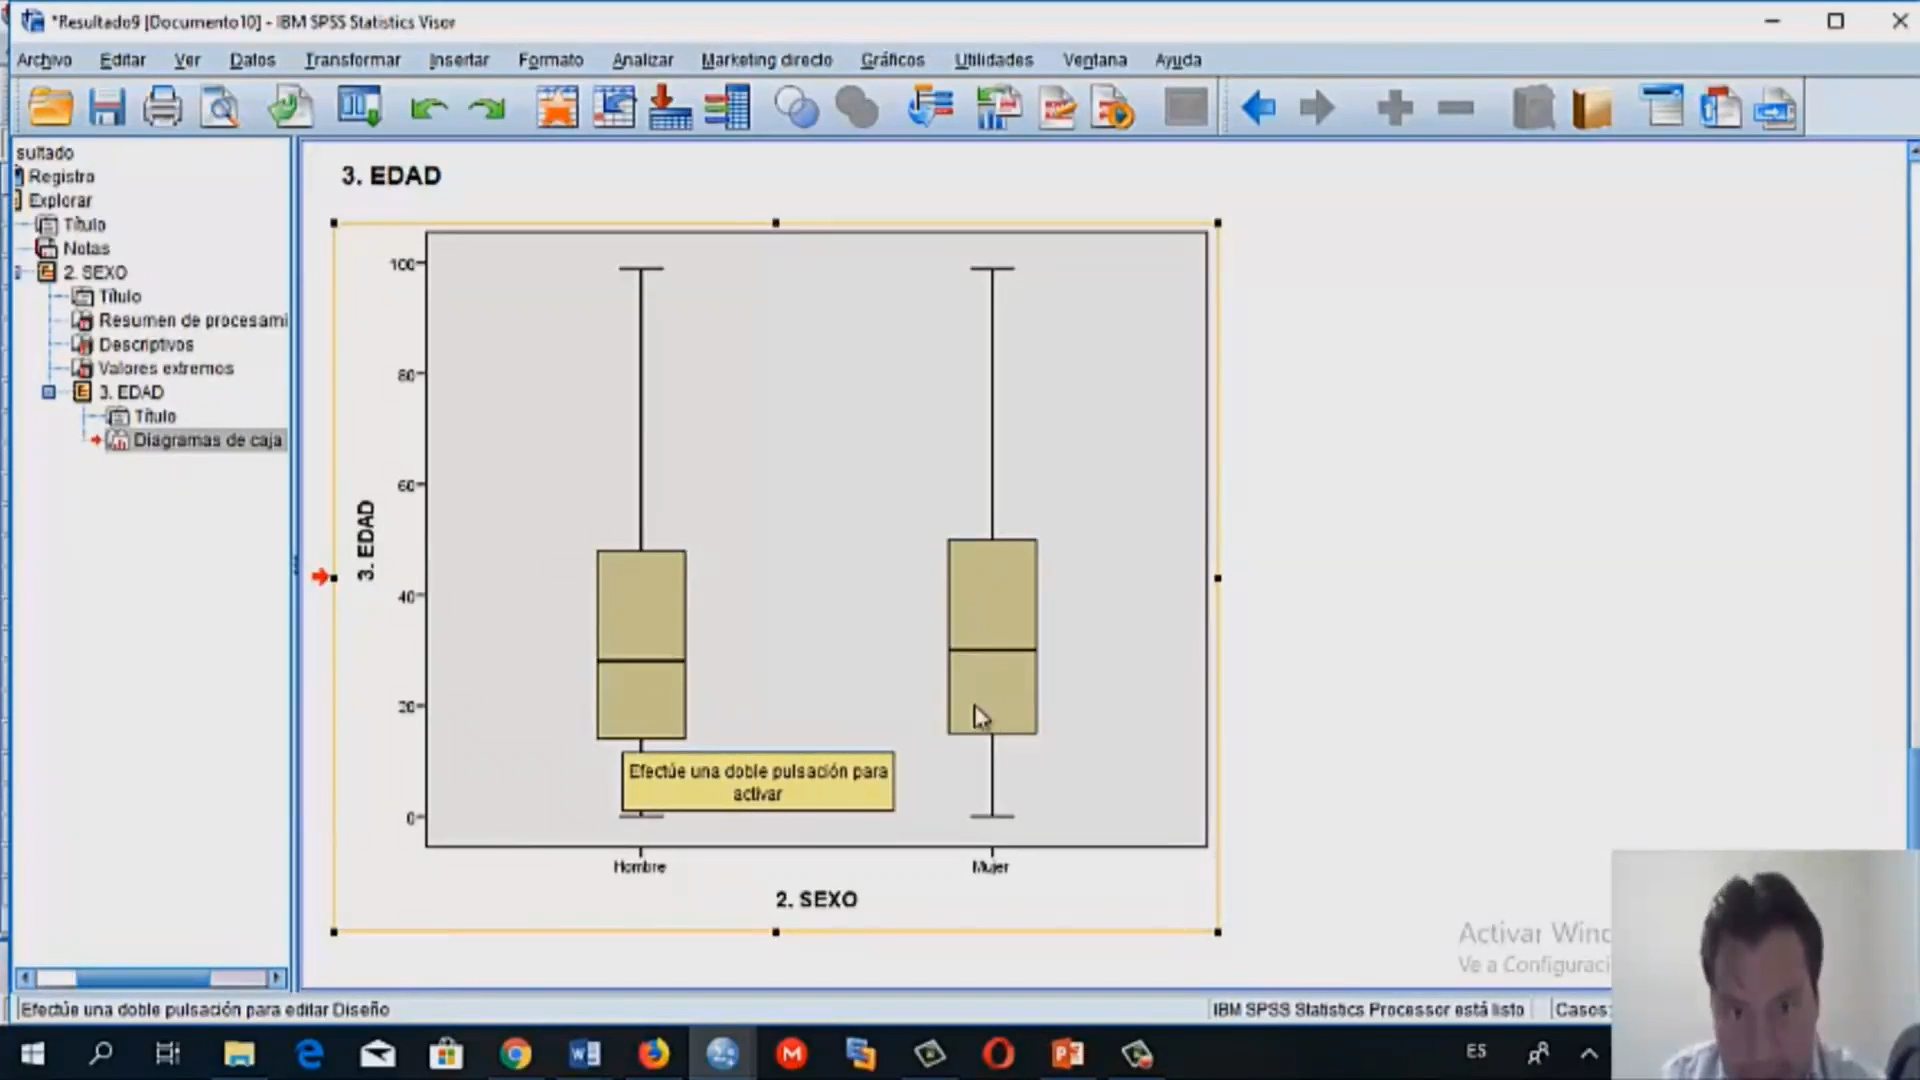 *Resultado9 [Documento10] - IBM SPSS Statistics Visor
Archivo Editar Ver Datos Transformar Insertar Formato Analizar Marketing directo Gráficos Utilidades Ventana Ayuda
sultado
Registro
Explorar
Título
Notas
2. SEXO
Título
Resumen de procesami
Descriptivos
Valores extremos
3. EDAD
Título
Diagramas de caja
3. EDAD
100
80
60
40
20
0
3. EDAD
Efectúe una doble pulsación para
activar
Hombre Mujer
2. SEXO
Activar Winc
Ve a Configuraci
Efectúe una doble pulsación para editar Diseño
IBM SPSS Statistics Processor está listo
Casos:
ES